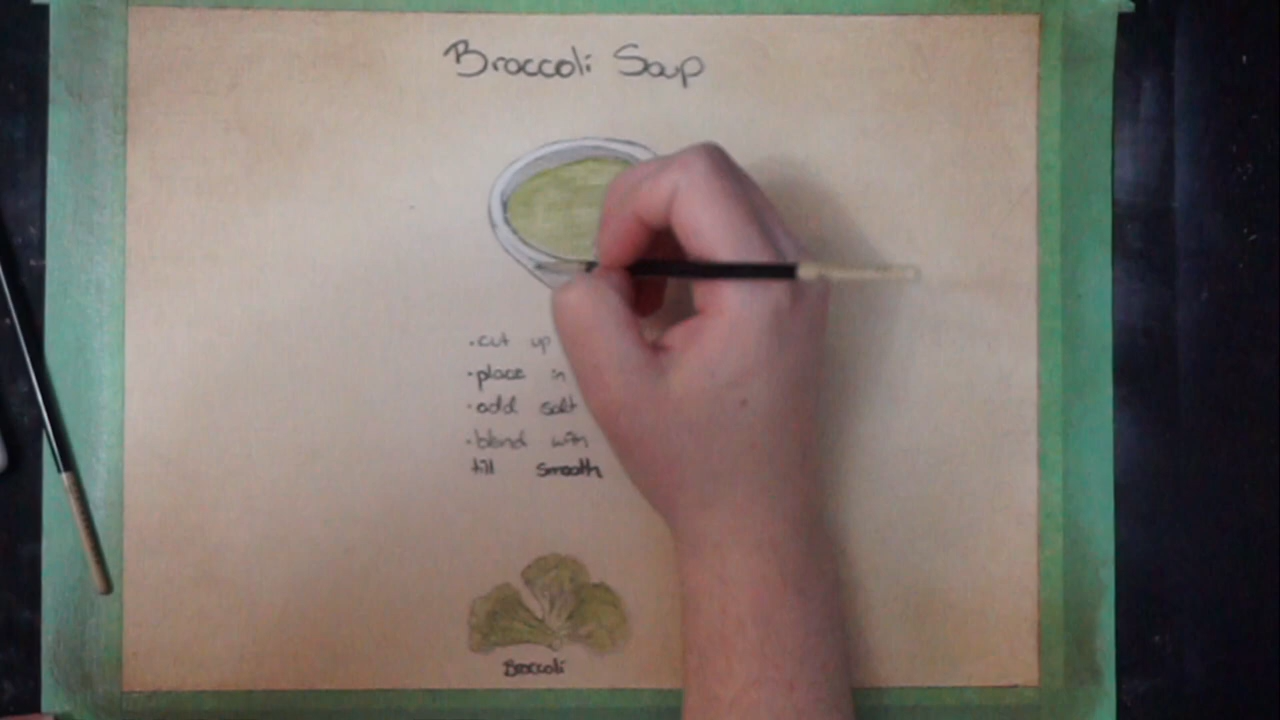 Broccoli Soup
• cut up
• place in
• add salt
• blend with
till smooth
Broccoli